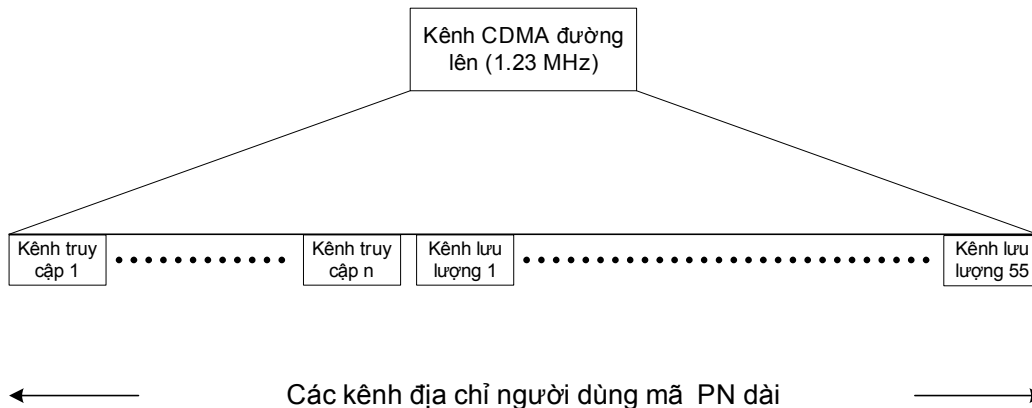 Kênh CDMA đường
lên (1.23 MHz)
Kênh truy
cập 1
Kênh truy
cập n
Kênh lưu
lượng 1
Kênh lưu
lượng 55
Các kênh địa chỉ người dùng mã PN dài